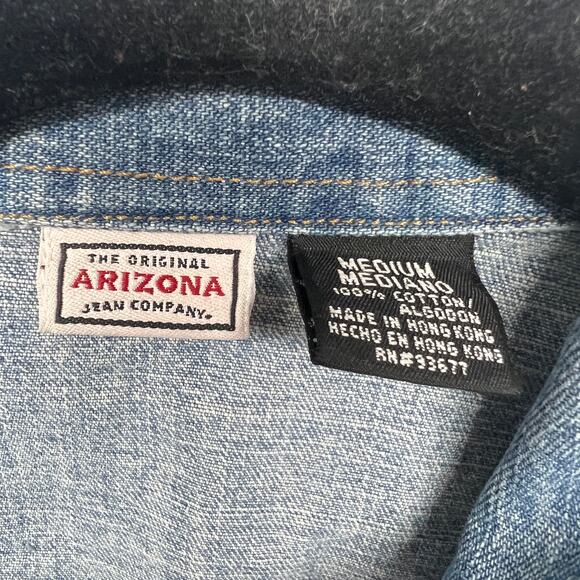 THE ORIGINAL
ARIZONA
JEAN COMPANY®
MEDIUM
MEDIANO
100% COTTON/
ALGODON
MADE IN HONG KONG
HECHO EN HONG KONG
RN#93677